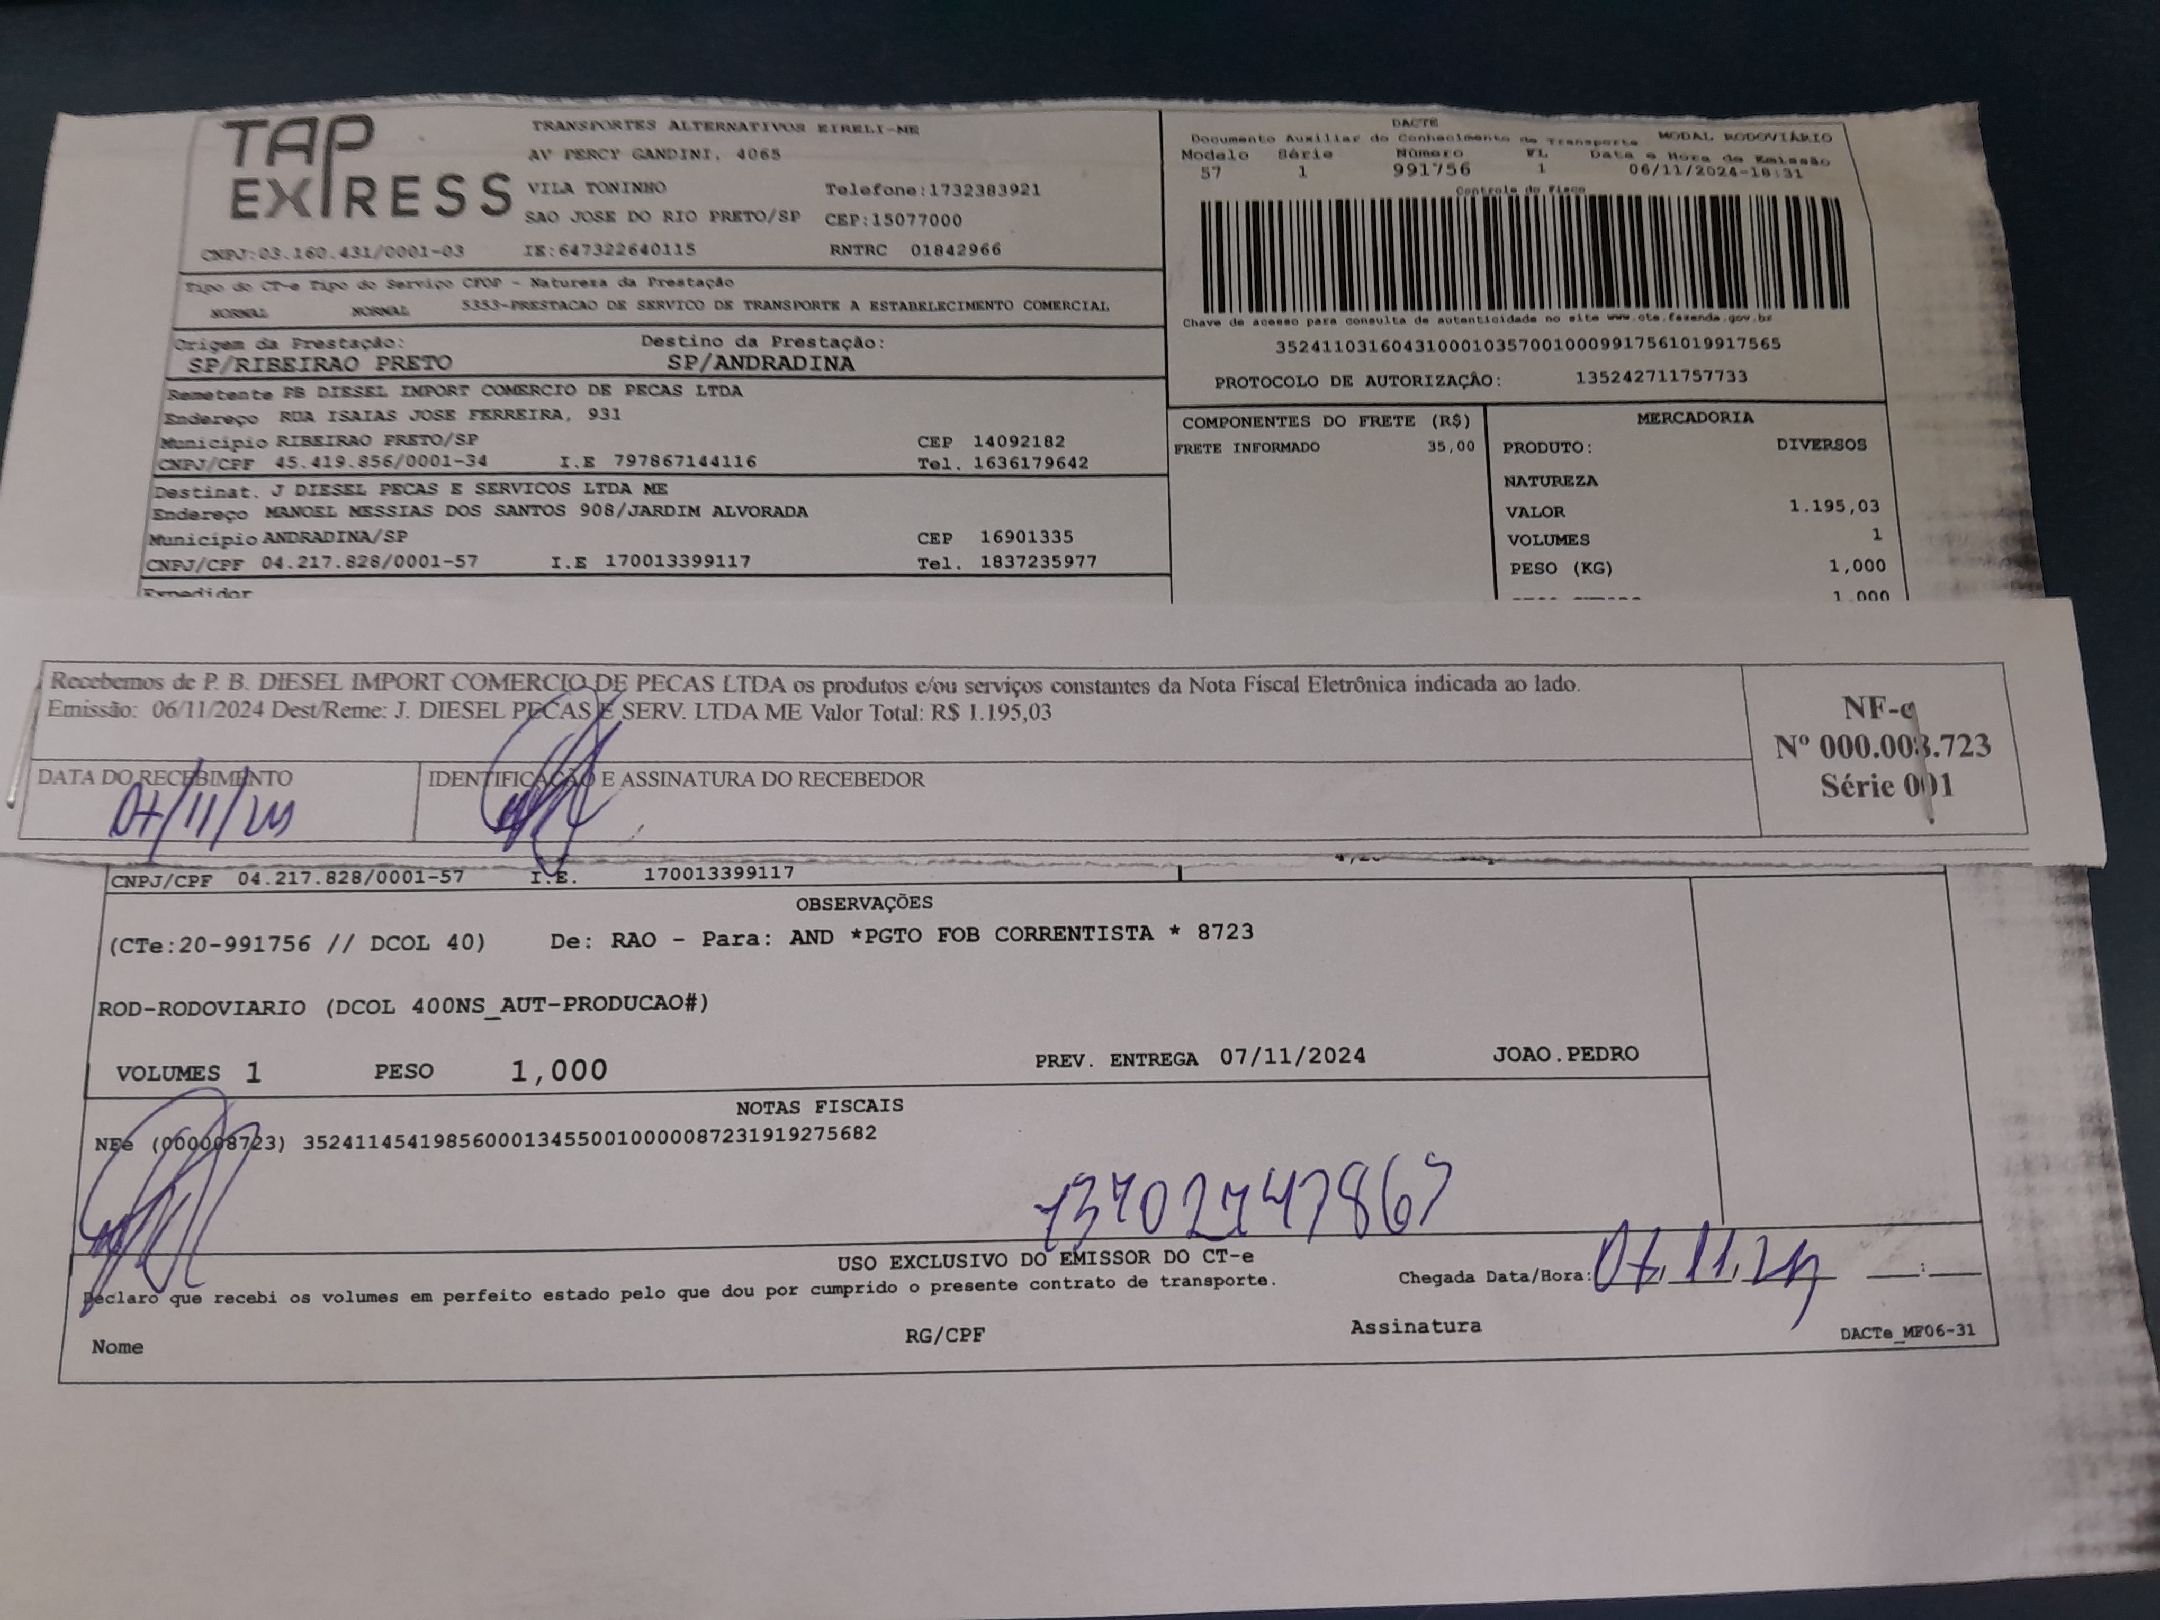 TAP EXPRESS
TRANSPORTES ALTERNATIVOS EIRELI-ME
AV PERCY GANDINI, 4065
VILA TONINHO Telefone:1732383921
SAO JOSE DO RIO PRETO/SP CEP:15077000
CNPJ:03.160.431/0001-03 IE:647322640115 RNTRC 01842966
Tipo do CT-e Tipo do Serviço CFOP - Natureza da Prestação
NORMAL NORMAL 5353-PRESTACAO DE SERVICO DE TRANSPORTE A ESTABELECIMENTO COMERCIAL
Origem da Prestação: Destino da Prestação:
SP/RIBEIRAO PRETO SP/ANDRADINA
Remetente PB DIESEL IMPORT COMERCIO DE PECAS LTDA
Endereço RUA ISAIAS JOSE FERREIRA, 931
Município RIBEIRAO PRETO/SP CEP 14092182
CNPJ/CPF 45.419.856/0001-34 I.E 797867144116 Tel. 1636179642
Destinat. J DIESEL PECAS E SERVICOS LTDA ME
Endereço MANOEL MESSIAS DOS SANTOS 908/JARDIM ALVORADA
Município ANDRADINA/SP CEP 16901335
CNPJ/CPF 04.217.828/0001-57 I.E 170013399117 Tel. 1837235977
Expedidor
DACTE
Documento Auxiliar do Conhecimento de Transporte MODAL RODOVIÁRIO
Modelo Série Número FL Data e Hora de Emissão
57 1 991756 1 06/11/2024-18:31
Controle do Fisco
Chave de acesso para consulta de autenticidade no site www.cte.fazenda.gov.br
35241103160431000103570010009917561019917565
PROTOCOLO DE AUTORIZAÇÃO: 135242711757733
COMPONENTES DO FRETE (R$)
FRETE INFORMADO 35,00
MERCADORIA
PRODUTO: DIVERSOS
NATUREZA
VALOR 1.195,03
VOLUMES 1
PESO (KG) 1,000
1,000
Recebemos de P. B. DIESEL IMPORT COMERCIO DE PECAS LTDA os produtos e/ou serviços constantes da Nota Fiscal Eletrônica indicada ao lado.
Emissão: 06/11/2024 Dest/Reme: J. DIESEL PECAS E SERV. LTDA ME Valor Total: R$ 1.195,03
NF-e
Nº 000.008.723
Série 001
DATA DO RECEBIMENTO IDENTIFICAÇÃO E ASSINATURA DO RECEBEDOR
CNPJ/CPF 04.217.828/0001-57 I.E. 170013399117
OBSERVAÇÕES
(CTe:20-991756 // DCOL 40) De: RAO - Para: AND *PGTO FOB CORRENTISTA * 8723
ROD-RODOVIARIO (DCOL 400NS_AUT-PRODUCAO#)
VOLUMES 1 PESO 1,000 PREV. ENTREGA 07/11/2024 JOAO.PEDRO
NOTAS FISCAIS
NFe (000008723) 35241145419856000134550010000087231919275682
USO EXCLUSIVO DO EMISSOR DO CT-e
Declaro que recebi os volumes em perfeito estado pelo que dou por cumprido o presente contrato de transporte.
Chegada Data/Hora: 07.11.24 :
Nome RG/CPF Assinatura DACTe_MF06-31